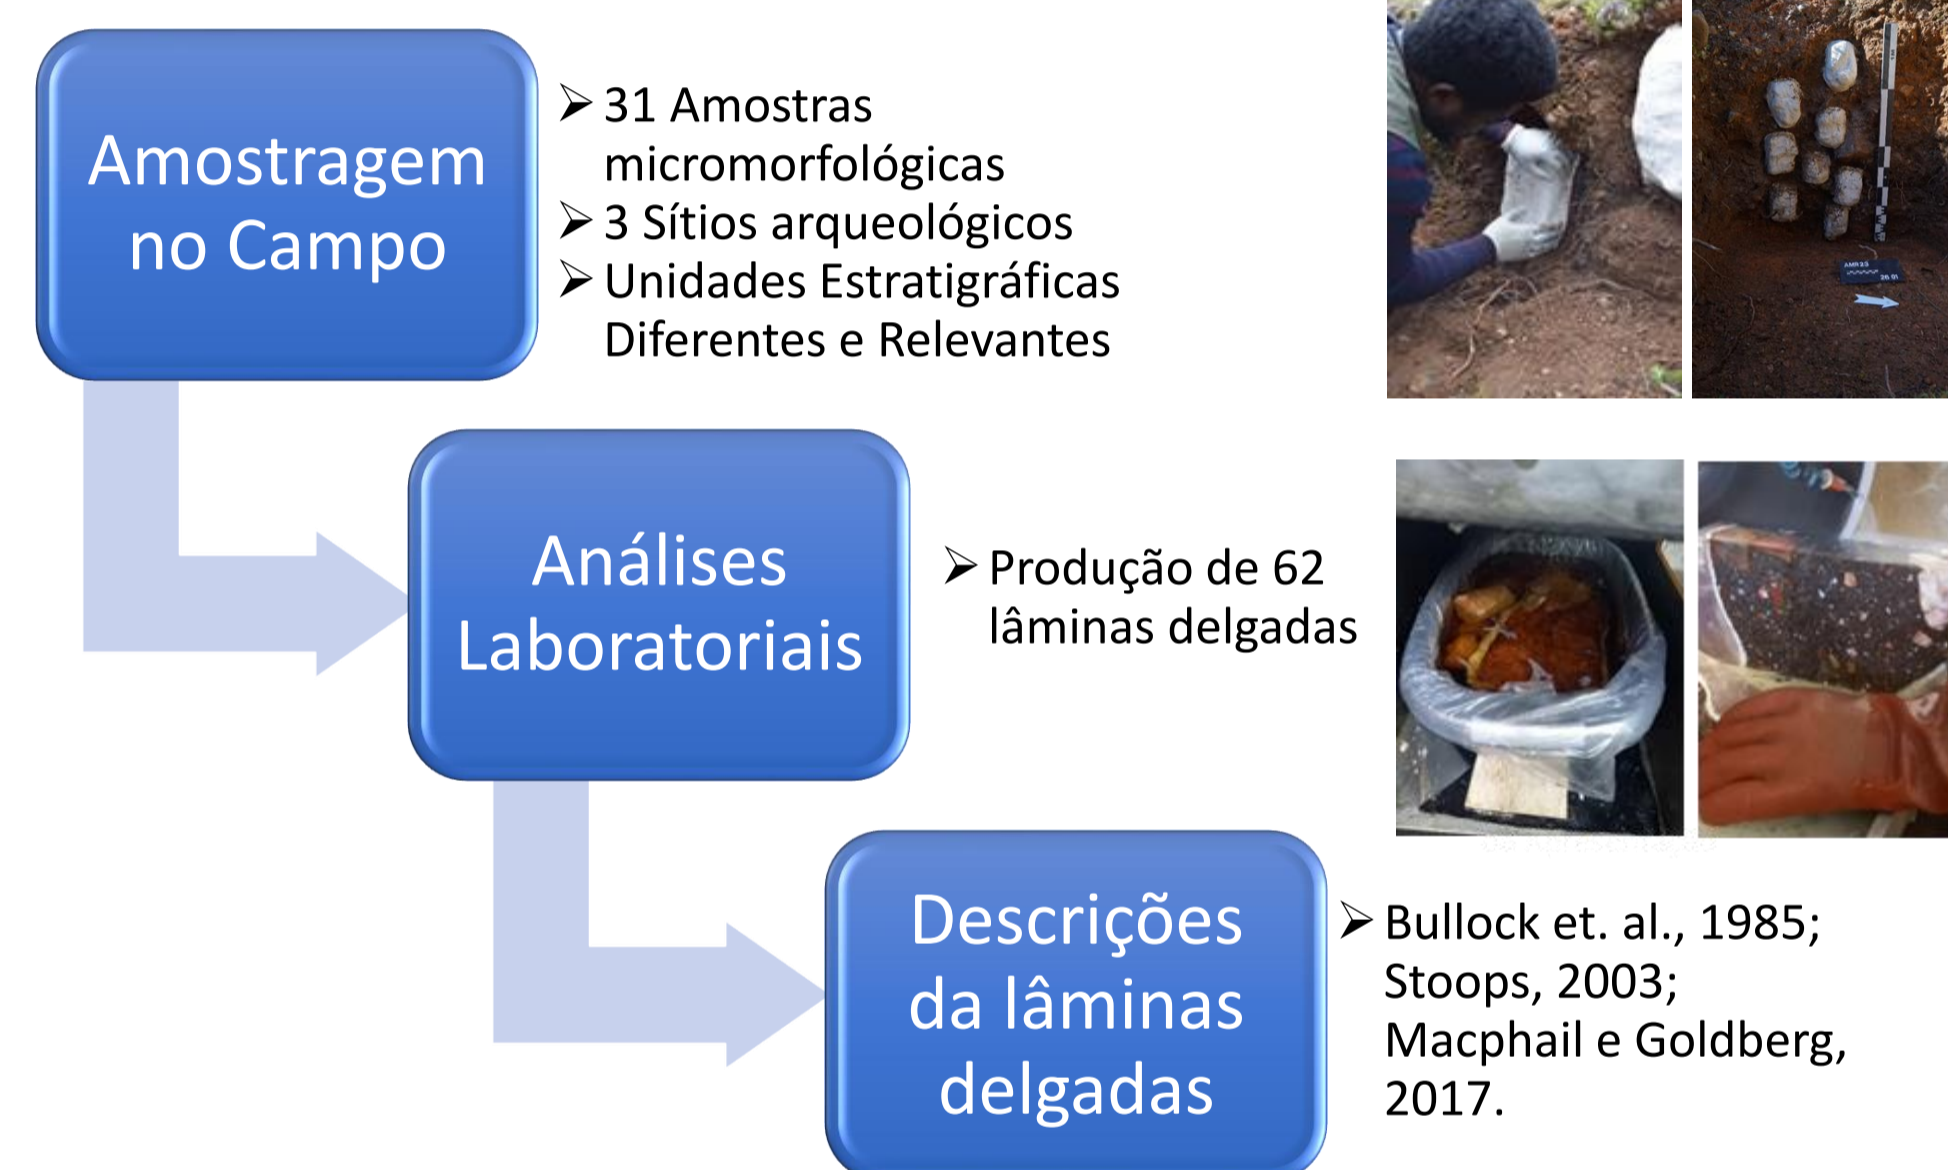 Amostragem
no Campo
➢ 31 Amostras
micromorfológicas
➢ 3 Sítios arqueológicos
➢ Unidades Estratigráficas
Diferentes e Relevantes
AMR23
Análises
Laboratoriais
➢ Produção de 62
lâminas delgadas
Descrições
da lâminas
delgadas
➢ Bullock et. al., 1985;
Stoops, 2003;
Macphail e Goldberg,
2017.